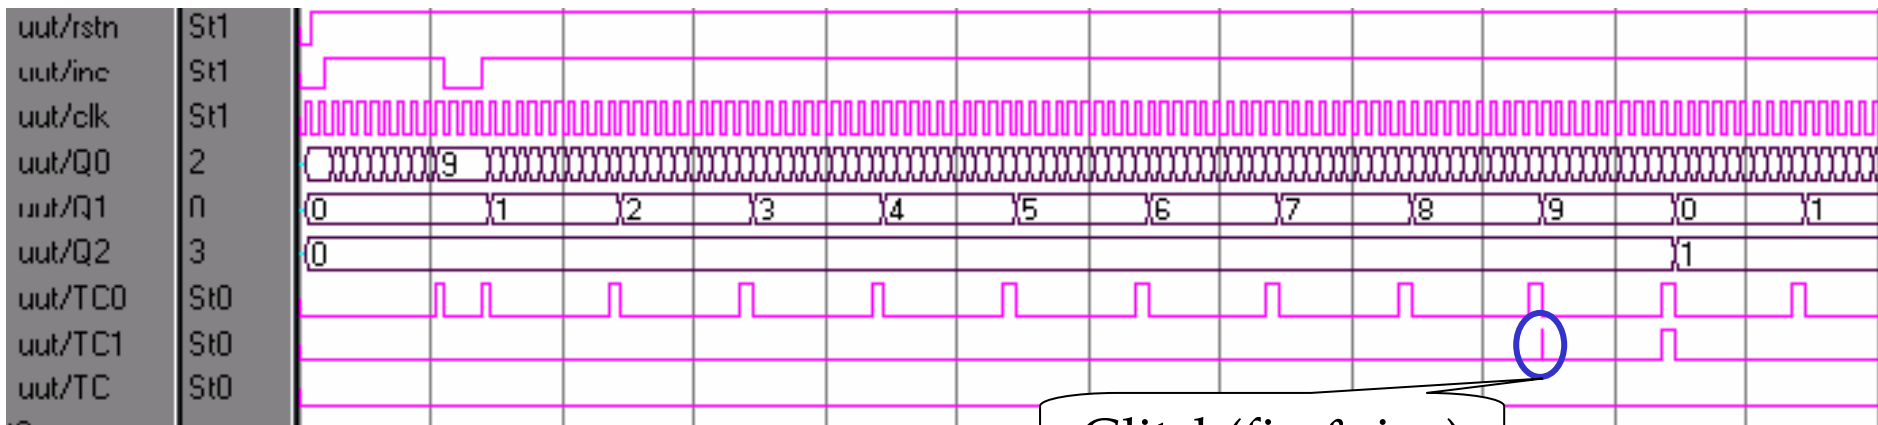 uut/rstn St1
uut/inc St1
uut/clk St1
uut/Q0 2 9
uut/Q1 0 0 1 2 3 4 5 6 7 8 9 0 1
uut/Q2 3 0 1
uut/TC0 St0
uut/TC1 St0
uut/TC St0